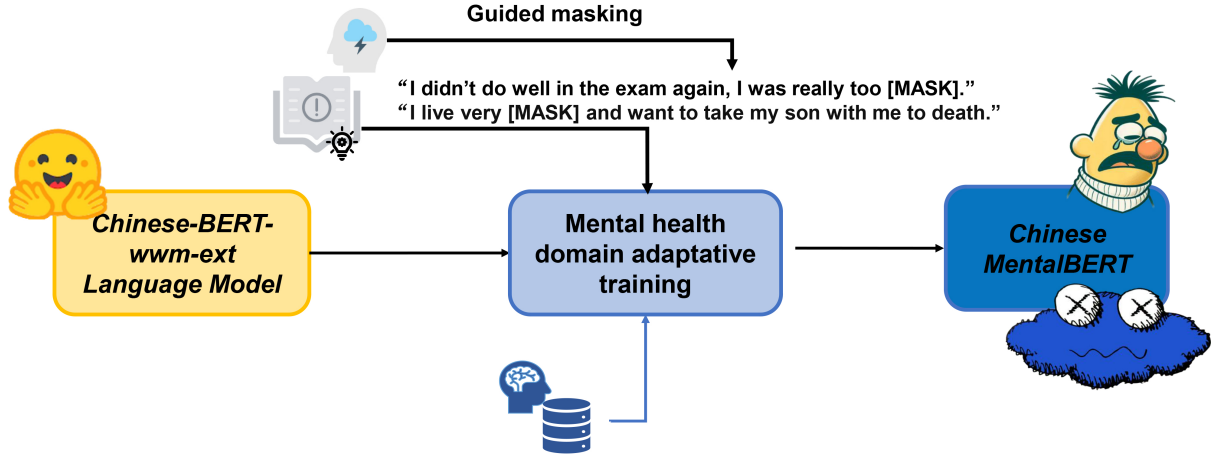 Guided masking
“I didn’t do well in the exam again, I was really too [MASK].”
“I live very [MASK] and want to take my son with me to death.”
Chinese-BERT-
wwm-ext
Language Model
Mental health
domain adaptative
training
Chinese
MentalBERT